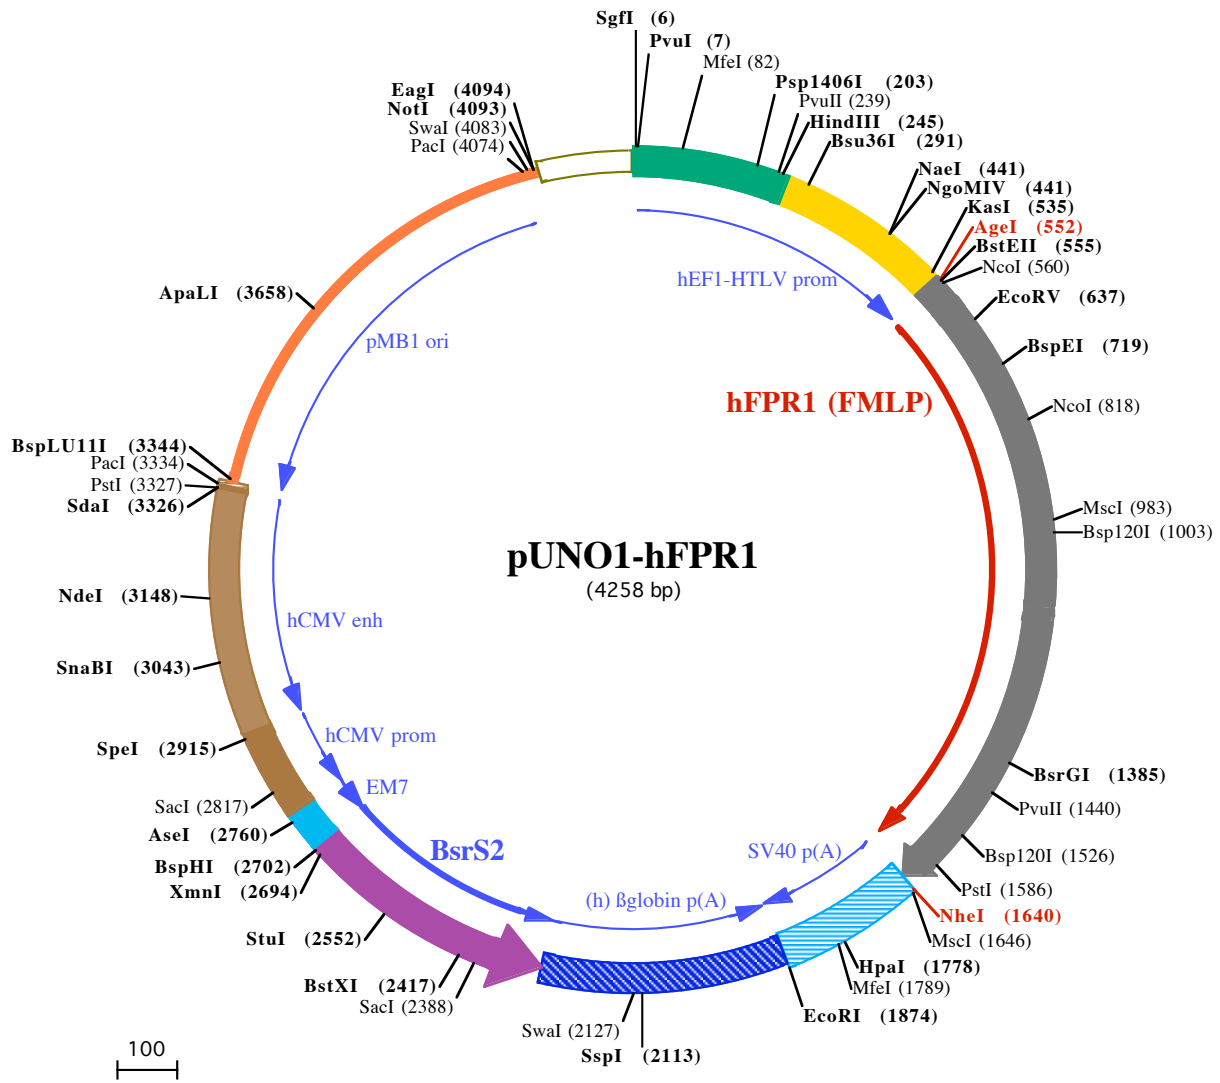 SgfI (6)
PvuI (7)
MfeI (82)
Psp1406I (203)
PvuII (239)
HindIII (245)
Bsu36I (291)
NaeI (441)
NgoMIV (441)
KasI (535)
AgeI (552)
BstEII (555)
NcoI (560)
EcoRV (637)
BspEI (719)
NcoI (818)
MscI (983)
Bsp120I (1003)
BsrGI (1385)
PvuII (1440)
Bsp120I (1526)
PstI (1586)
NheI (1640)
MscI (1646)
HpaI (1778)
MfeI (1789)
EcoRI (1874)
SspI (2113)
SwaI (2127)
SacI (2388)
BstXI (2417)
StuI (2552)
XmnI (2694)
BspHI (2702)
AseI (2760)
SacI (2817)
SpeI (2915)
SnaBI (3043)
NdeI (3148)
SdaI (3326)
PstI (3327)
PacI (3334)
BspLU11I (3344)
ApaLI (3658)
PacI (4074)
SwaI (4083)
NotI (4093)
EagI (4094)
hEF1-HTLV prom
hFPR1 (FMLP)
SV40 p(A)
(h) ßglobin p(A)
BsrS2
EM7
hCMV prom
hCMV enh
pMB1 ori
pUNO1-hFPR1
(4258 bp)
100